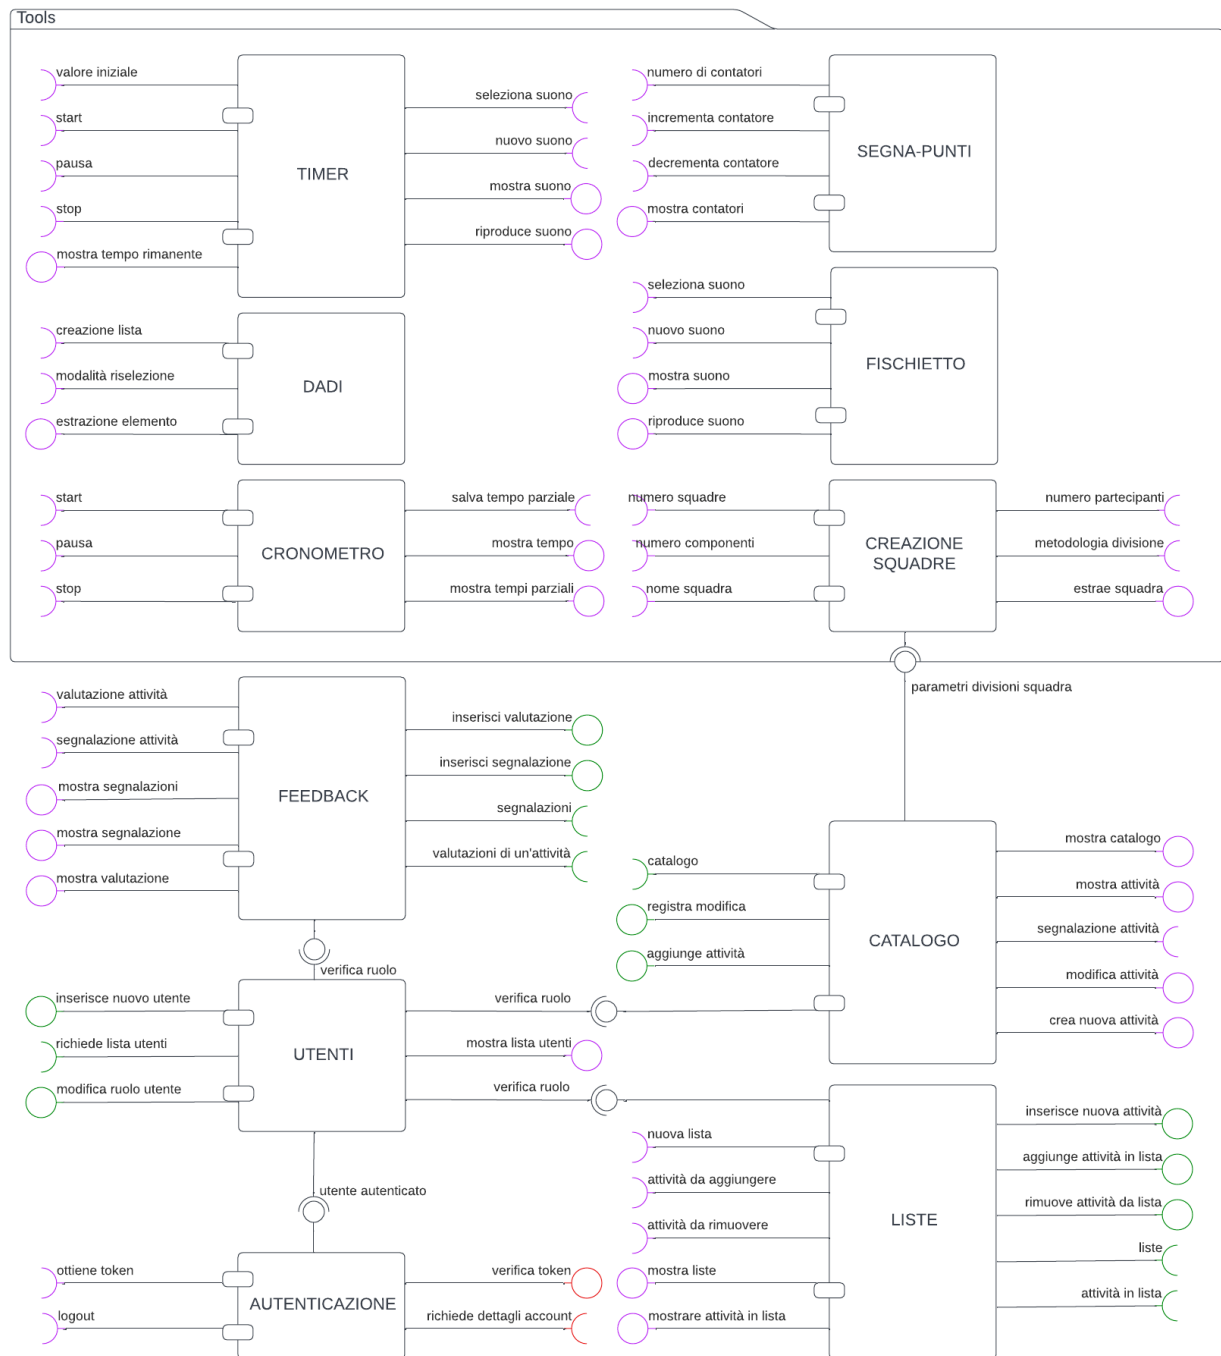 Tools
valore iniziale
start
pausa
stop
mostra tempo rimanente
TIMER
seleziona suono
nuovo suono
mostra suono
riproduce suono
numero di contatori
incrementa contatore
decrementa contatore
mostra contatori
SEGNA-PUNTI
creazione lista
modalità riselezione
estrazione elemento
DADI
seleziona suono
nuovo suono
mostra suono
riproduce suono
FISCHIETTO
start
pausa
stop
CRONOMETRO
salva tempo parziale
mostra tempo
mostra tempi parziali
numero squadre
numero componenti
nome squadra
CREAZIONE
SQUADRE
numero partecipanti
metodologia divisione
estrae squadra
parametri divisioni squadra
valutazione attività
segnalazione attività
mostra segnalazioni
mostra segnalazione
mostra valutazione
FEEDBACK
inserisci valutazione
inserisci segnalazione
segnalazioni
valutazioni di un'attività
verifica ruolo
catalogo
registra modifica
aggiunge attività
CATALOGO
mostra catalogo
mostra attività
segnalazione attività
modifica attività
crea nuova attività
inserisce nuovo utente
richiede lista utenti
modifica ruolo utente
UTENTI
verifica ruolo
mostra lista utenti
verifica ruolo
utente autenticato
nuova lista
attività da aggiungere
attività da rimuovere
mostra liste
mostrare attività in lista
LISTE
inserisce nuova attività
aggiunge attività in lista
rimuove attività da lista
liste
attività in lista
ottiene token
logout
AUTENTICAZIONE
verifica token
richiede dettagli account